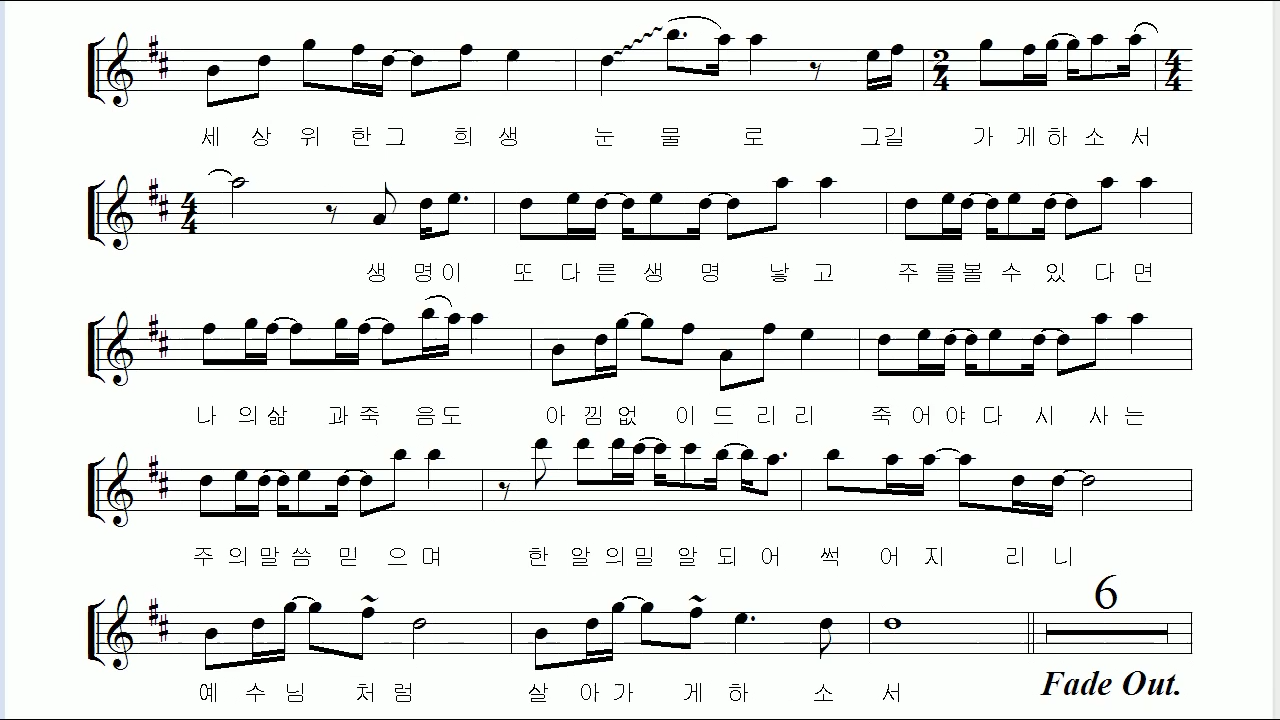 세 상 위 한 그 희 생 눈 물 로 그길 가 게 하 소 서
생 명 이 또 다 른 생 명 낳 고 주 를 볼 수 있 다 면
나 의 삶 과 죽 음 도 아 낌 없 이 드 리 리 죽 어 야 다 시 사 는
주 의 말 씀 믿 으 며 한 알 의 밀 알 되 어 썩 어 지 리 니
6
예 수 님 처 럼 살 아 가 게 하 소 서
Fade Out.